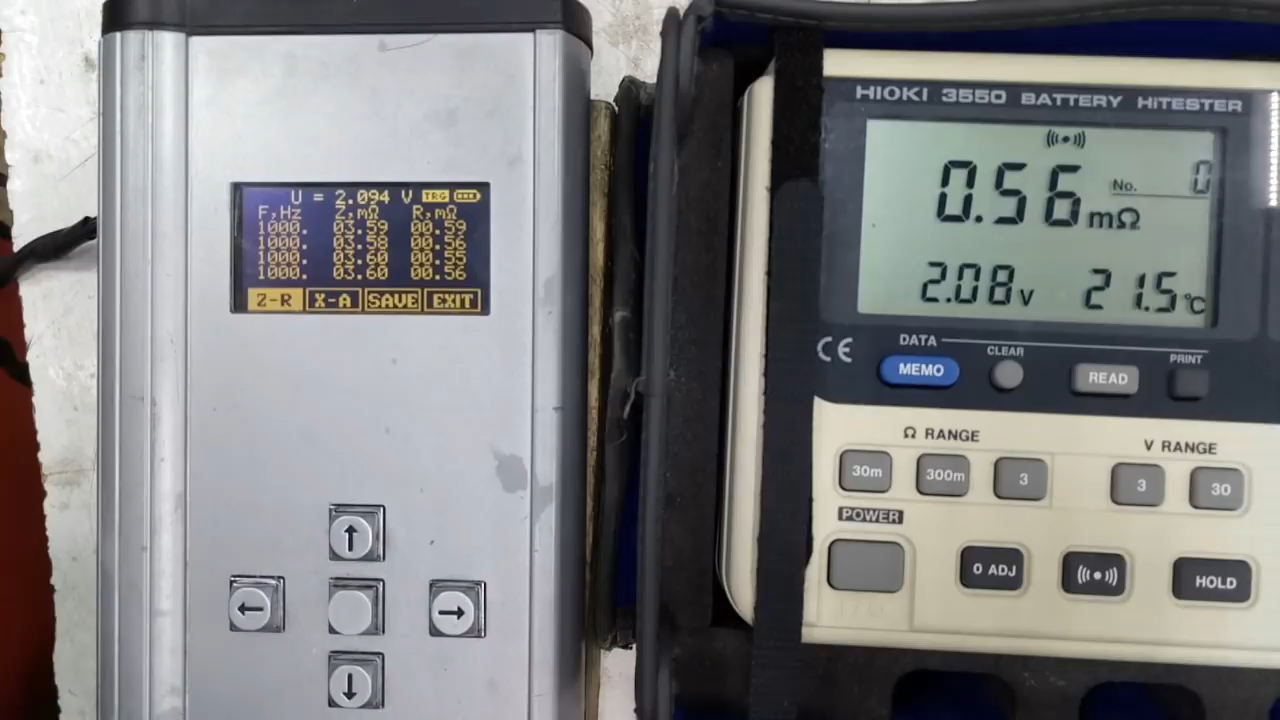 U = 2.094 V TRG
F,Hz Z,mΩ R,mΩ
1000. 03.59 00.59
1000. 03.58 00.56
1000. 03.60 00.55
1000. 03.60 00.56
Z-R X-A SAVE EXIT
HIOKI 3550 BATTERY HiTESTER
0.56 mΩ No. 0
2.08 V 21.5 °C
CE
DATA
MEMO
CLEAR
READ
PRINT
Ω RANGE
30m 300m 3
V RANGE
3 30
POWER
0 ADJ
HOLD